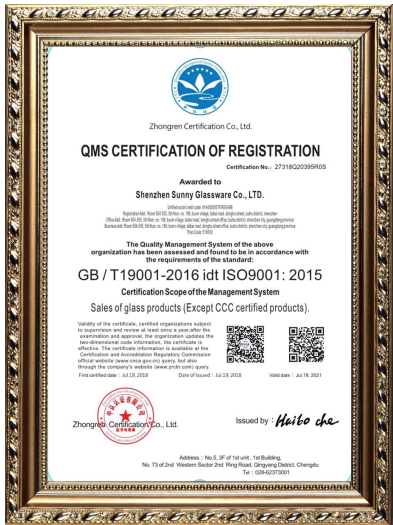 Zhongren Certification Co., Ltd.
QMS CERTIFICATION OF REGISTRATION
Certification No.: 27318Q20395R0S
Awarded to
Shenzhen Sunny Glassware Co., LTD.
The Quality Management System of the above
organization has been assessed and found to be in accordance with
the requirements of the standard:
GB / T19001-2016 idt ISO9001: 2015
Certification Scope of the Management System
Sales of glass products (Except CCC certified products).
Validity of the certificate, certified organizations subject
to supervision and review at least once a year,after the
examination and approval, the organization updates the
two-dimensional code information, the certificate is
effective. The certificate information is available at the
Certification and Accreditation Regulatory Commission
official website (www.cnca.gov.cn) query, but also
through the company's website (www.zrcln.com) query.
First certified date : Jul.19, 2018 Date of Issued : Jul.19, 2018 Valid date : Jul.18, 2021
Zhongren Certification Co., Ltd.
Issued by : Haibo che
Address : No.5, 3F of 1st unit, 1st Building,
No. 73 of 2nd Western Sector 2nd Ring Road, Qingyang District, Chengdu
Tel : 028-62373001